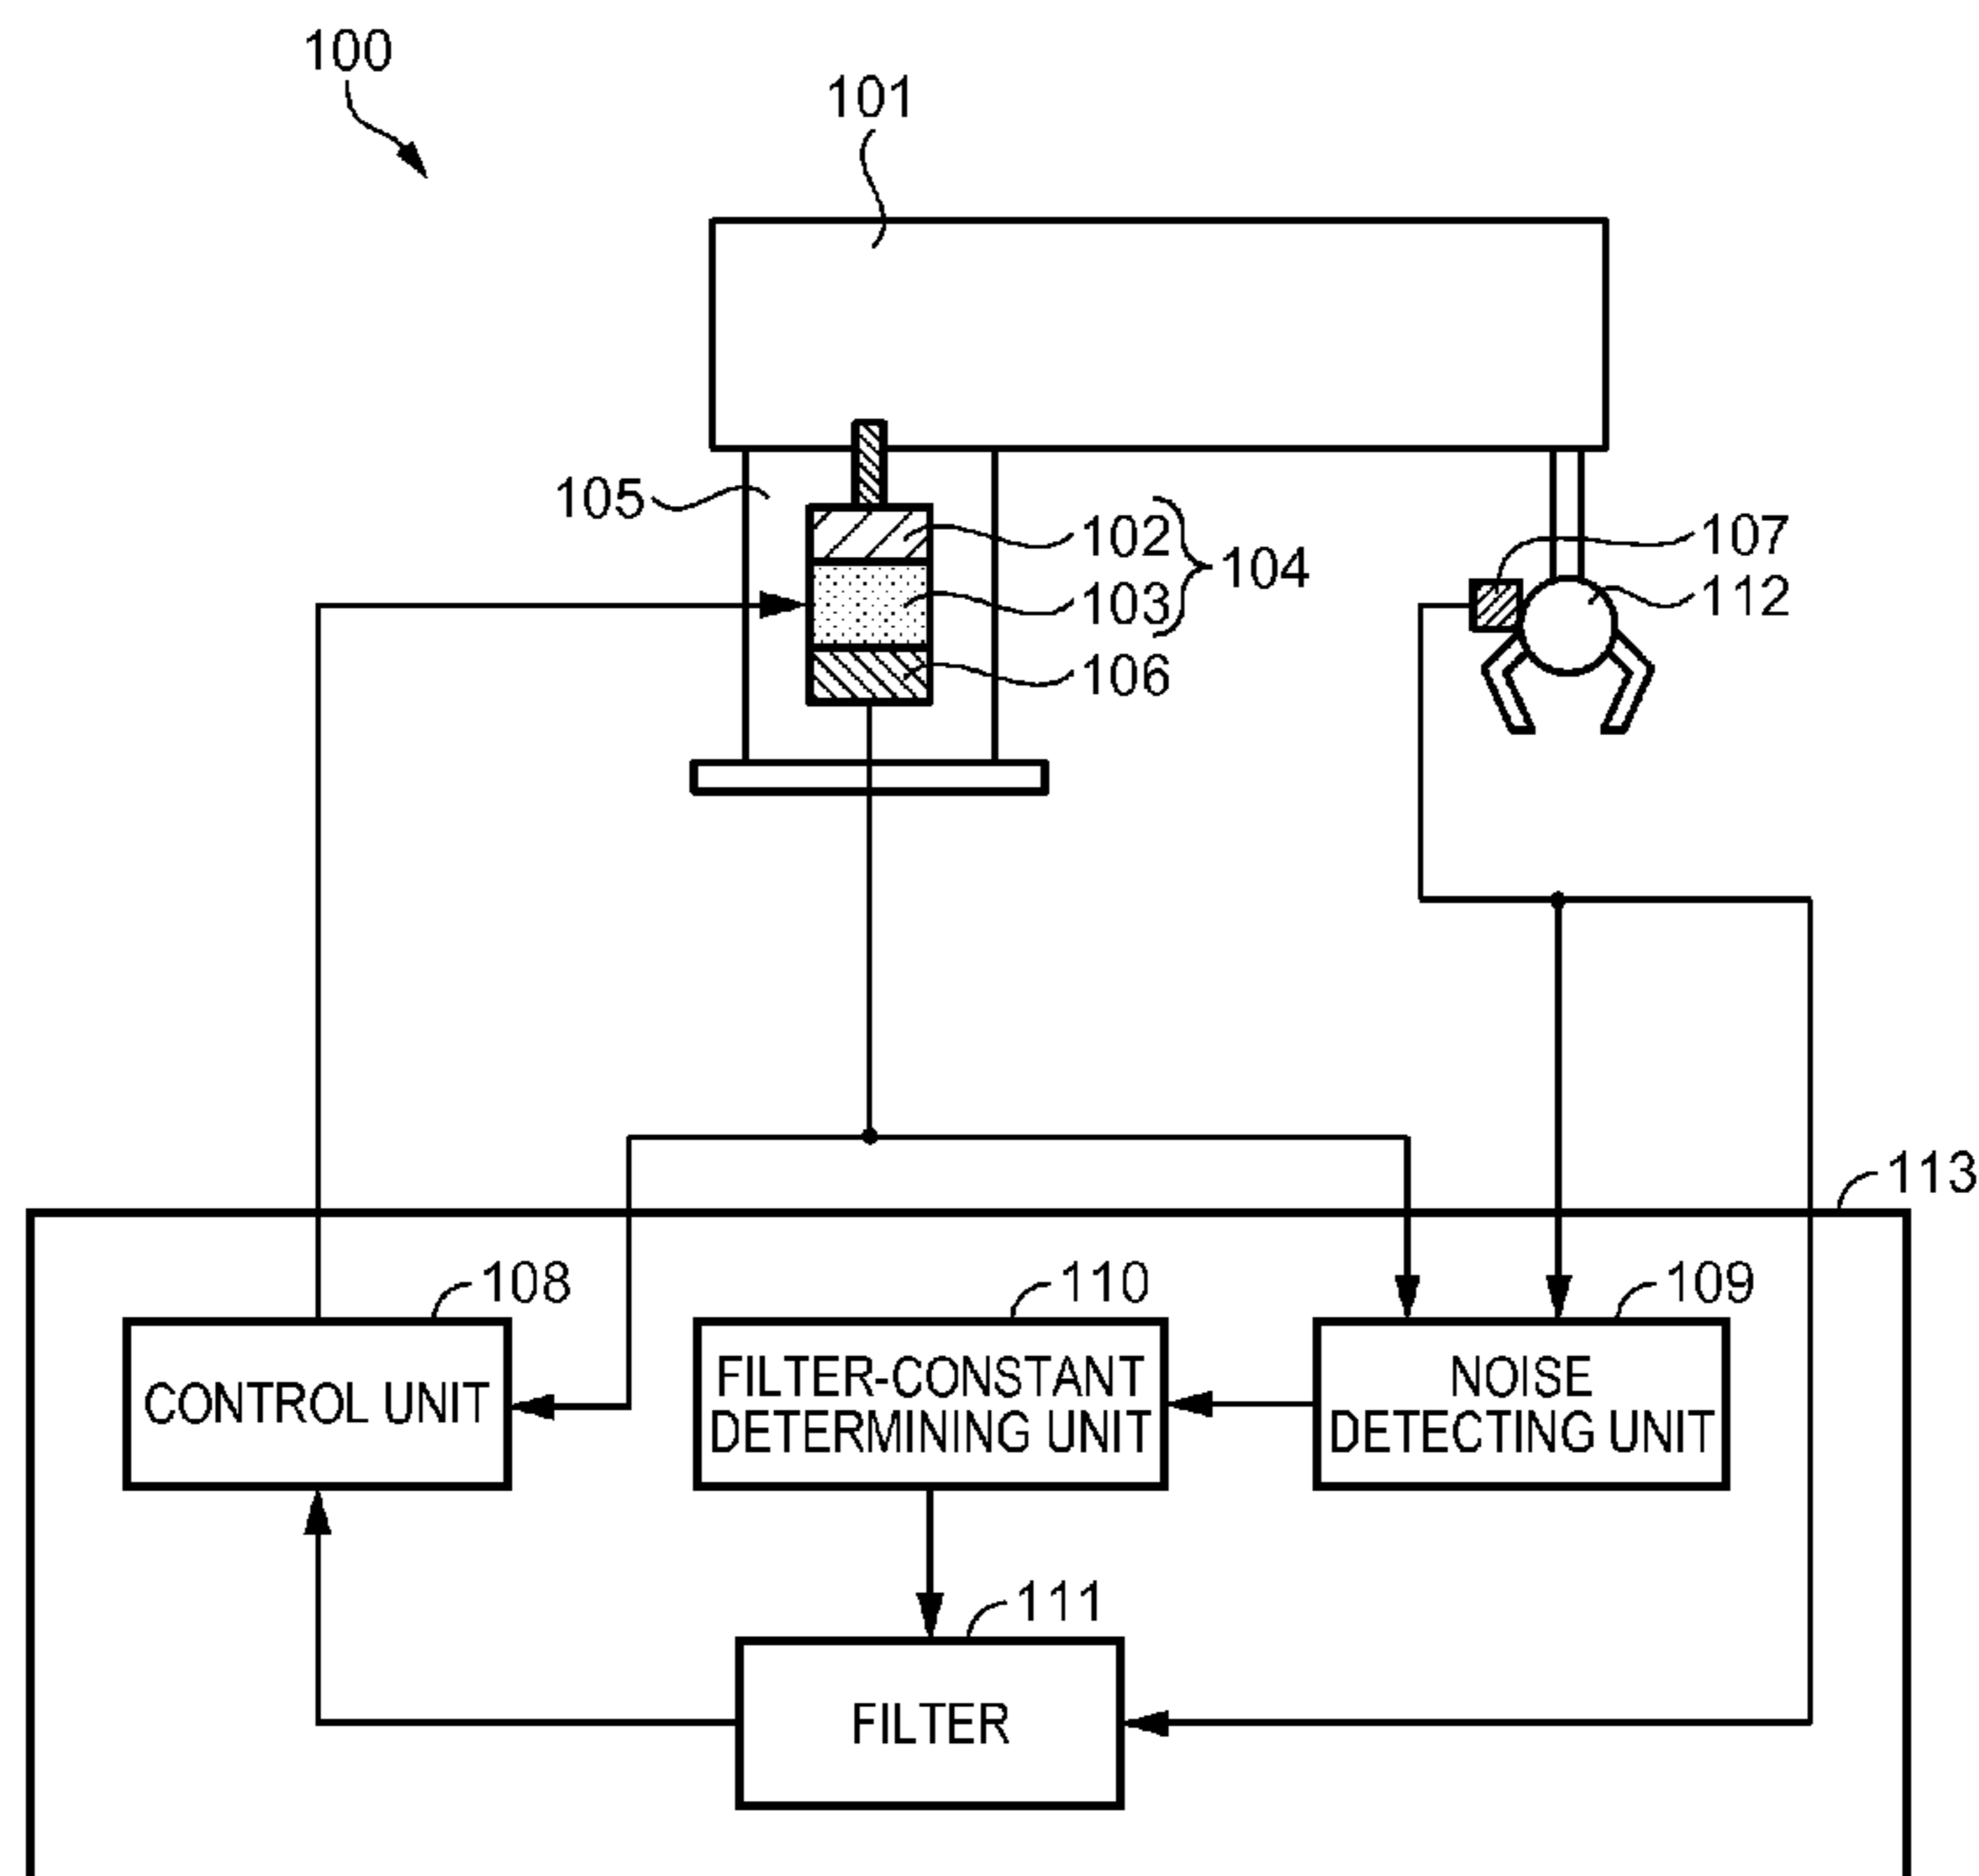 100
101
105
102
104
103
106
107
112
113
108
110
109
CONTROL UNIT
FILTER-CONSTANT
DETERMINING UNIT
NOISE
DETECTING UNIT
111
FILTER